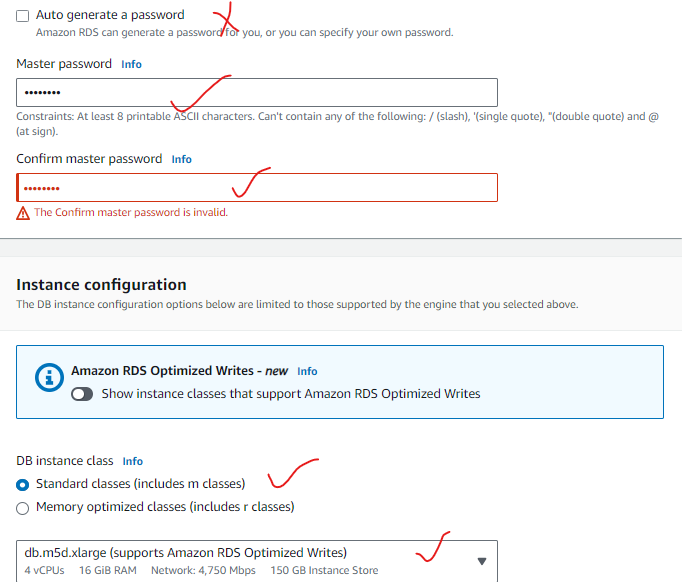 Auto generate a password
Amazon RDS can generate a password for you, or you can specify your own password.
Master password Info
••••••••
Constraints: At least 8 printable ASCII characters. Can't contain any of the following: / (slash), '(single quote), "(double quote) and @
(at sign).
Confirm master password Info
••••••••
The Confirm master password is invalid.
Instance configuration
The DB instance configuration options below are limited to those supported by the engine that you selected above.
Amazon RDS Optimized Writes - new Info
Show instance classes that support Amazon RDS Optimized Writes
DB instance class Info
Standard classes (includes m classes)
Memory optimized classes (includes r classes)
db.m5d.xlarge (supports Amazon RDS Optimized Writes)
4 vCPUs 16 GiB RAM Network: 4,750 Mbps 150 GB Instance Store